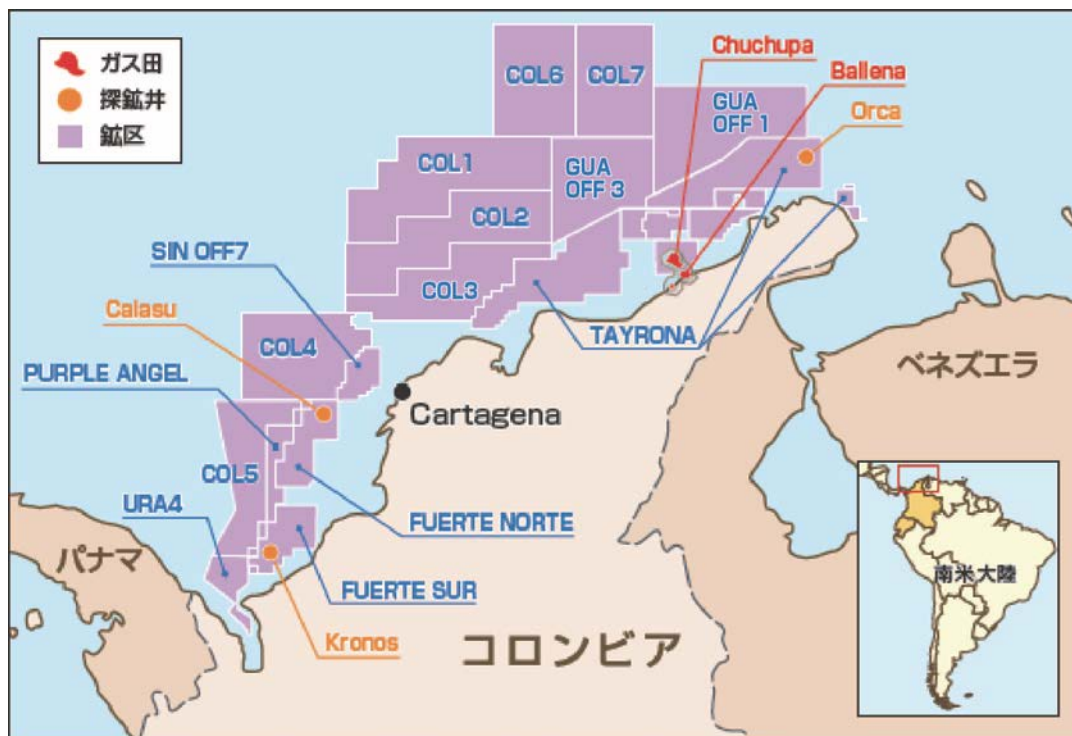 ガス田
探鉱井
鉱区
COL6
COL7
Chuchupa
Ballena
Orca
GUA
OFF 1
COL1
GUA
OFF 3
COL2
SIN OFF7
COL3
Calasu
COL4
TAYRONA
PURPLE ANGEL
ベネズエラ
Cartagena
COL5
URA4
FUERTE NORTE
パナマ
FUERTE SUR
南米大陸
Kronos
コロンビア